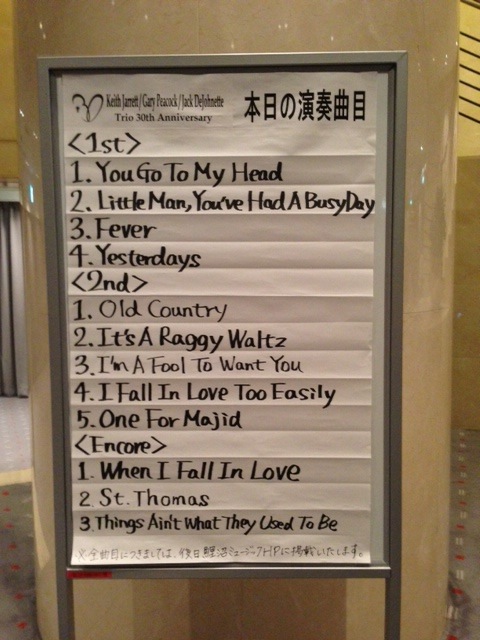 30 Keith Jarrett / Gary Peacock / Jack DeJohnette
Trio 30th Anniversary
本日の演奏曲目
<1st>
1. You Go To My Head
2. Little Man, You've Had A Busy Day
3. Fever
4. Yesterdays
<2nd>
1. Old Country
2. It's A Raggy Waltz
3. I'm A Fool To Want You
4. I Fall In Love Too Easily
5. One For Majid
<Encore>
1. When I Fall In Love
2. St. Thomas
3. Things Ain't What They Used To Be
※全曲目につきましては、後日鯉沼ミュージックHPに掲載いたします。